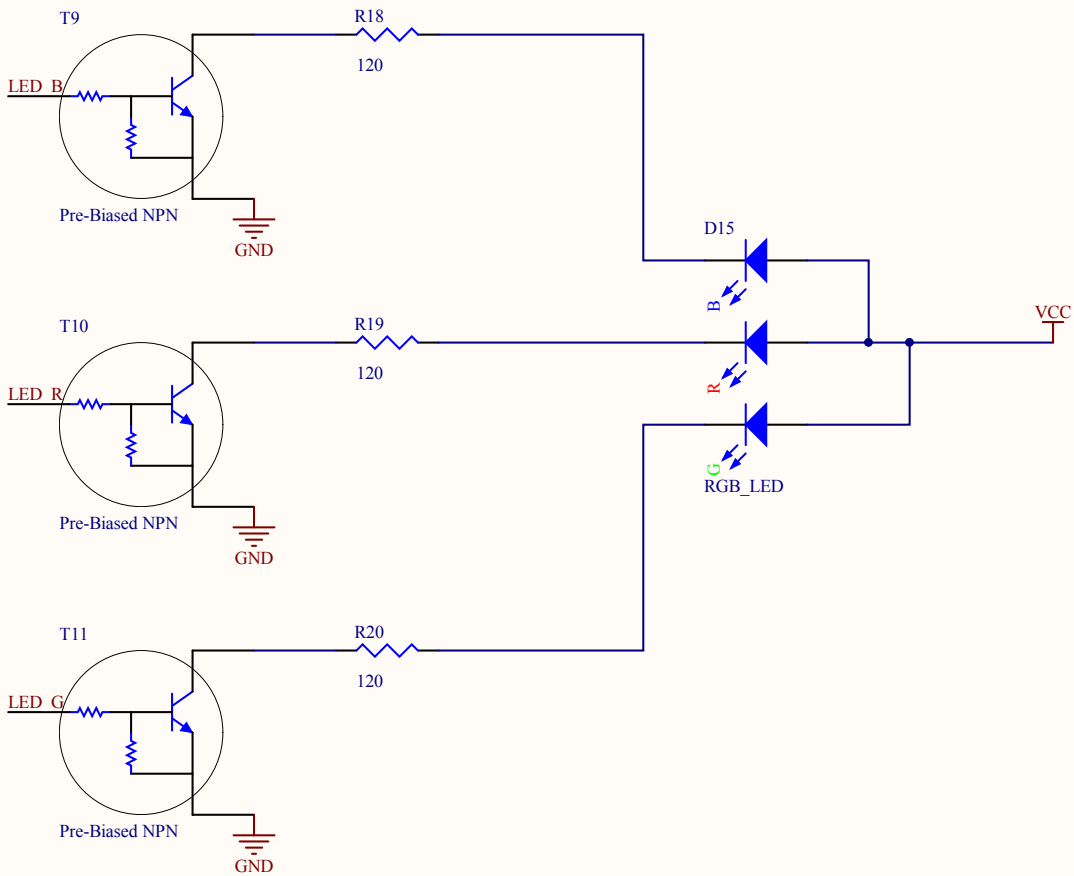 T9
R18
120
LED_B
Pre-Biased NPN
GND
D15
B
T10
R19
VCC
120
R
LED_R
G
RGB_LED
Pre-Biased NPN
GND
T11
R20
120
LED_G
Pre-Biased NPN
GND